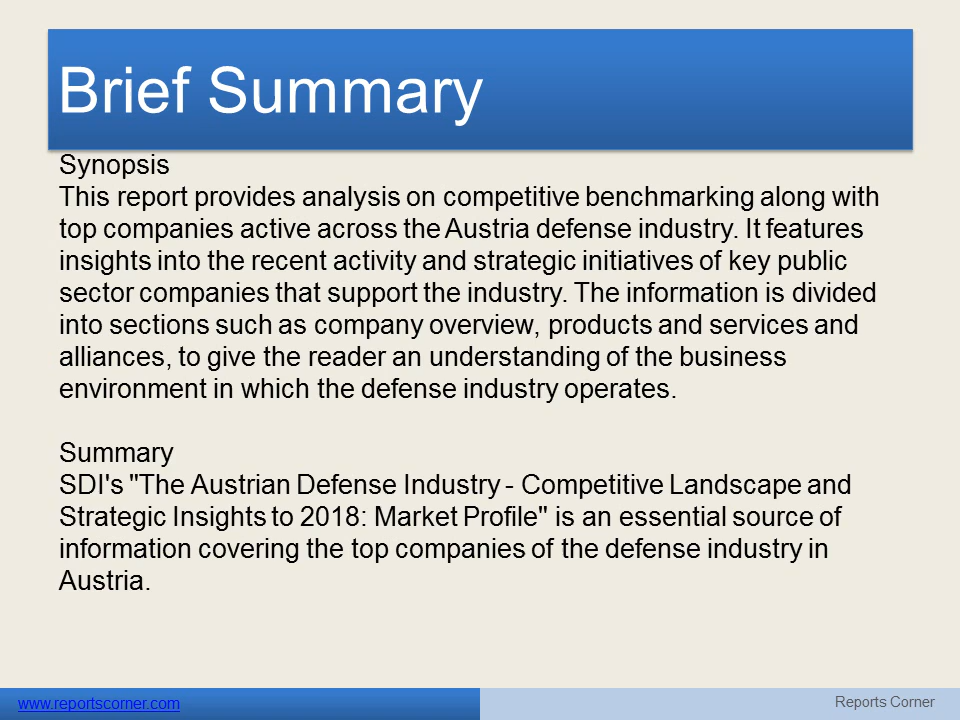 Brief Summary
Synopsis
This report provides analysis on competitive benchmarking along with
top companies active across the Austria defense industry. It features
insights into the recent activity and strategic initiatives of key public
sector companies that support the industry. The information is divided
into sections such as company overview, products and services and
alliances, to give the reader an understanding of the business
environment in which the defense industry operates.
Summary
SDI's "The Austrian Defense Industry - Competitive Landscape and
Strategic Insights to 2018: Market Profile" is an essential source of
information covering the top companies of the defense industry in
Austria.
www.reportscorner.com
Reports Corner